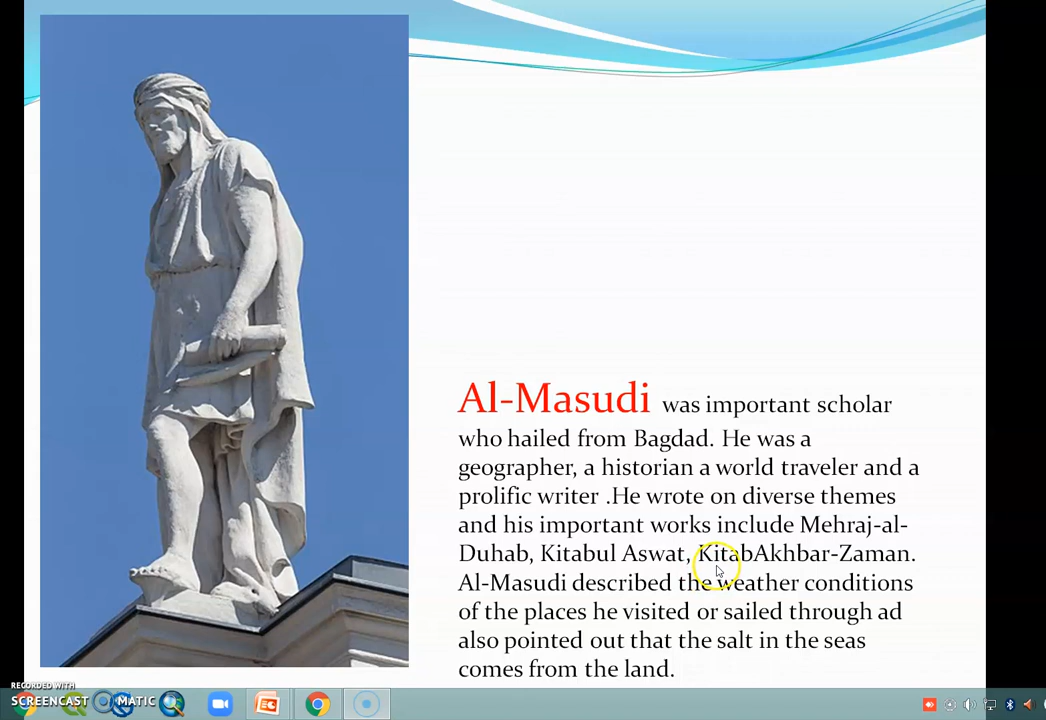 Al-Masudi was important scholar
who hailed from Bagdad. He was a
geographer, a historian a world traveler and a
prolific writer .He wrote on diverse themes
and his important works include Mehraj-al-
Duhab, Kitabul Aswat, KitabAkhbar-Zaman.
Al-Masudi described the weather conditions
of the places he visited or sailed through ad
also pointed out that the salt in the seas
comes from the land.
RECORDED WITH
SCREENCAST MATIC